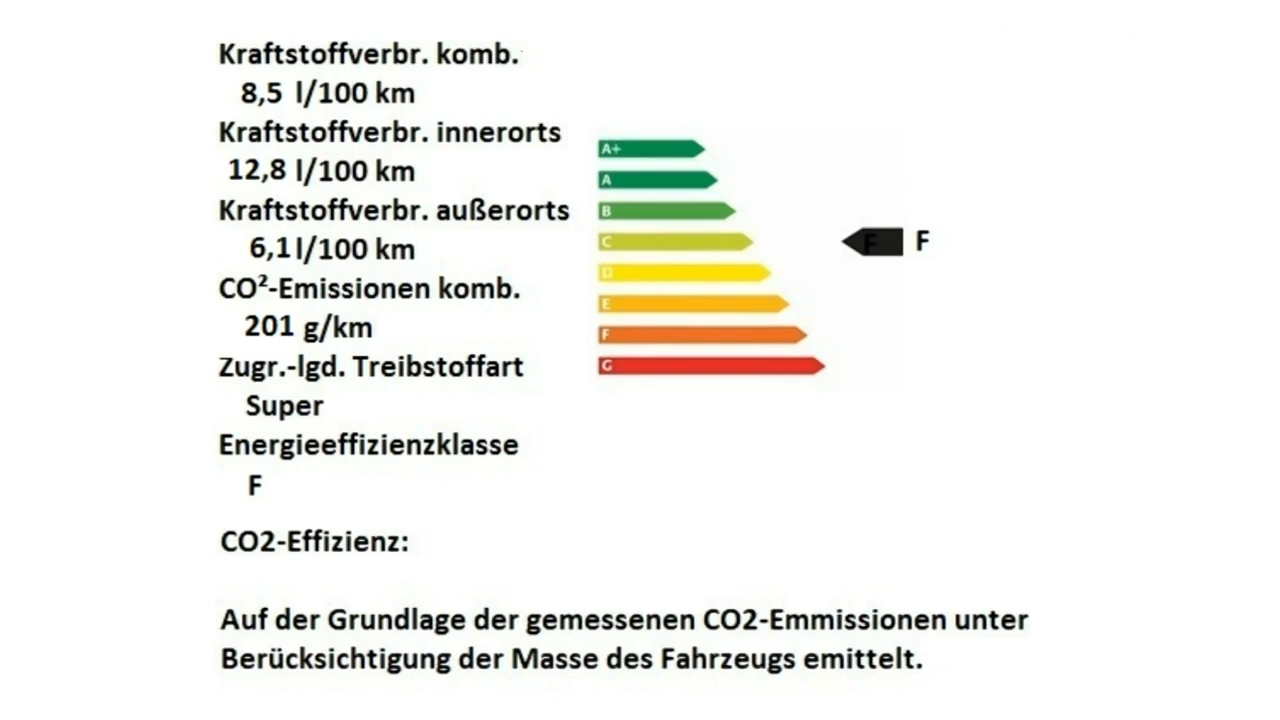 Kraftstoffverbr. komb.
8,5 l/100 km
Kraftstoffverbr. innerorts
12,8 l/100 km
Kraftstoffverbr. außerorts
6,1 l/100 km
CO²-Emissionen komb.
201 g/km
Zugr.-lgd. Treibstoffart
Super
Energieeffizienzklasse
F
A+
A
B
C
D
E
F
G
F F
CO2-Effizienz:
Auf der Grundlage der gemessenen CO2-Emmissionen unter
Berücksichtigung der Masse des Fahrzeugs emittelt.